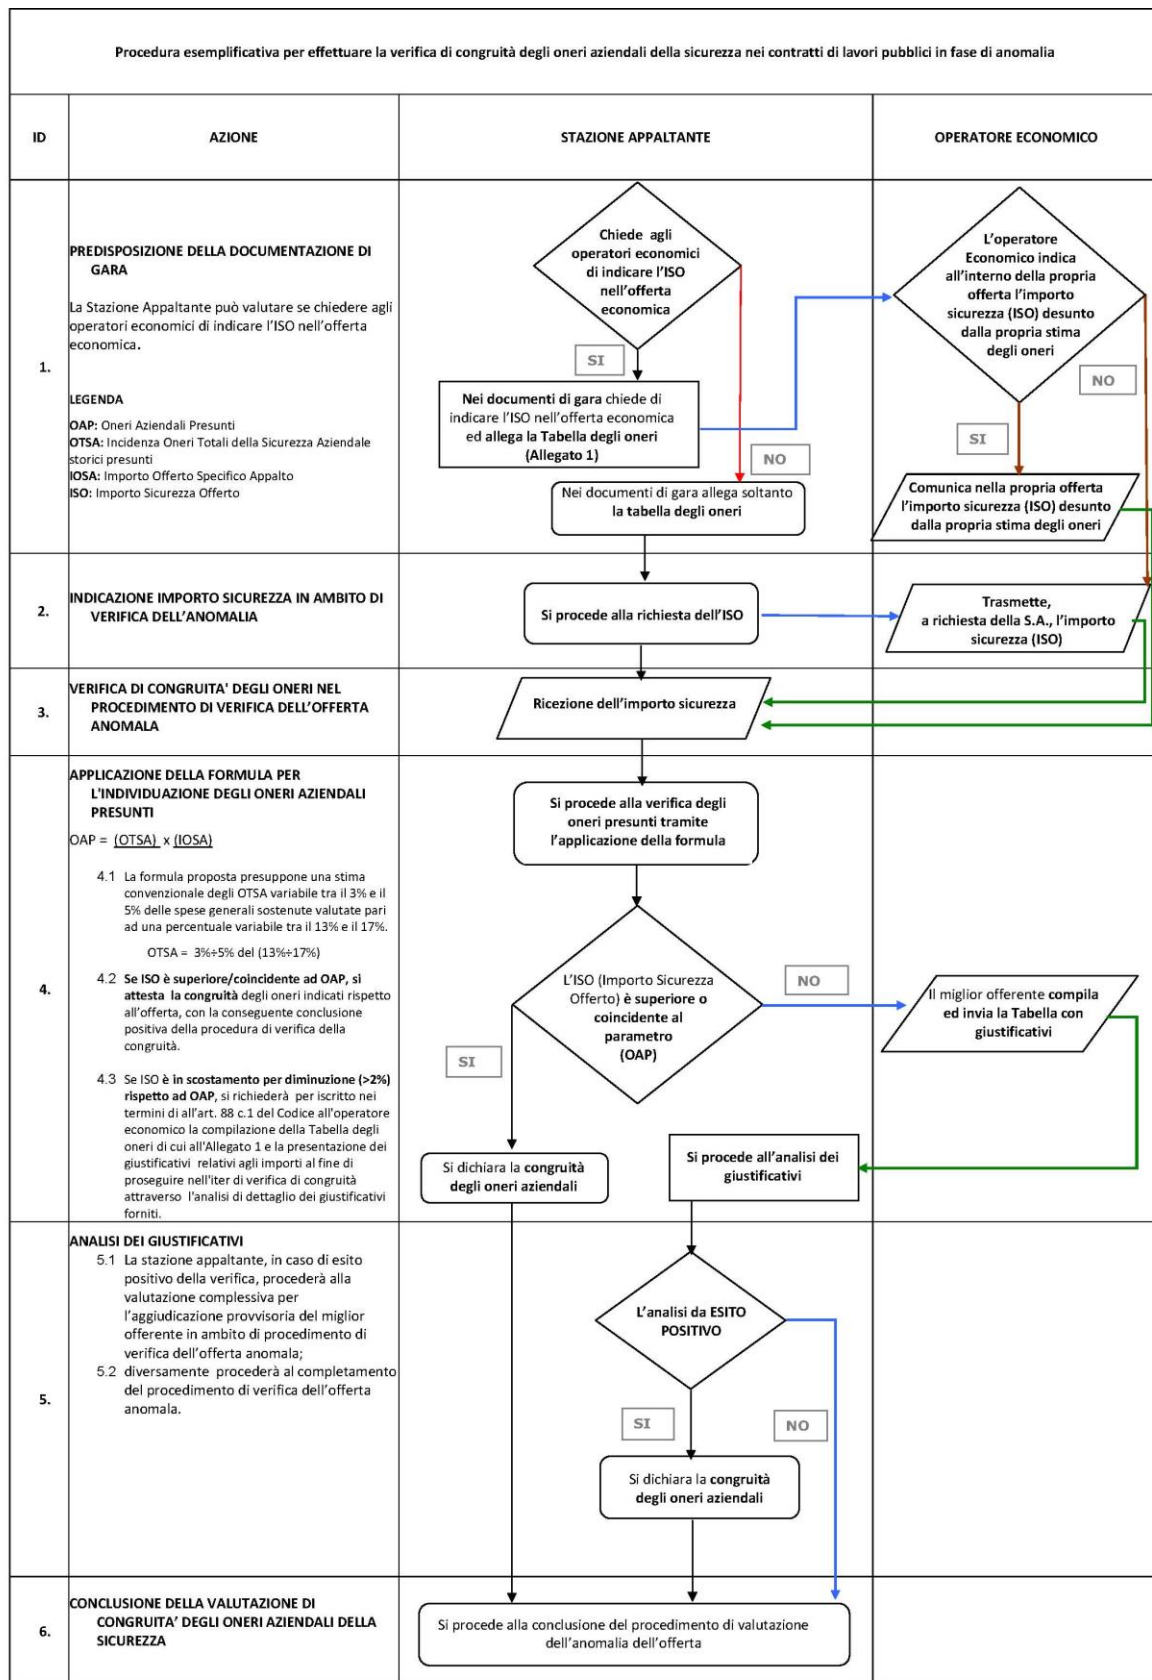 Procedura esemplificativa per effettuare la verifica di congruità degli oneri aziendali della sicurezza nei contratti di lavori pubblici in fase di anomalia
ID
AZIONE
STAZIONE APPALTANTE
OPERATORE ECONOMICO
1.
PREDISPOSIZIONE DELLA DOCUMENTAZIONE DI
GARA
La Stazione Appaltante può valutare se chiedere agli
operatori economici di indicare l'ISO nell'offerta
economica.
LEGENDA
OAP: Oneri Aziendali Presunti
OTSA: Incidenza Oneri Totali della Sicurezza Aziendale
storici presunti
IOSA: Importo Offerto Specifico Appalto
ISO: Importo Sicurezza Offerto
Chiede agli
operatori economici
di indicare l'ISO
nell'offerta
economica
SI
Nei documenti di gara chiede di
indicare l'ISO nell'offerta economica
ed allega la Tabella degli oneri
(Allegato 1)
NO
Nei documenti di gara allega soltanto
la tabella degli oneri
L'operatore
Economico indica
all'interno della propria
offerta l'importo
sicurezza (ISO) desunto
dalla propria stima
degli oneri
NO
SI
Comunica nella propria offerta
l'importo sicurezza (ISO) desunto
dalla propria stima degli oneri
2.
INDICAZIONE IMPORTO SICUREZZA IN AMBITO DI
VERIFICA DELL'ANOMALIA
Si procede alla richiesta dell'ISO
Trasmette,
a richiesta della S.A., l'importo
sicurezza (ISO)
3.
VERIFICA DI CONGRUITA' DEGLI ONERI NEL
PROCEDIMENTO DI VERIFICA DELL'OFFERTA
ANOMALA
Ricezione dell'importo sicurezza
4.
APPLICAZIONE DELLA FORMULA PER
L'INDIVIDUAZIONE DEGLI ONERI AZIENDALI
PRESUNTI
OAP = (OTSA) x (IOSA)
4.1 La formula proposta presuppone una stima
convenzionale degli OTSA variabile tra il 3% e il
5% delle spese generali sostenute valutate pari
ad una percentuale variabile tra il 13% e il 17%.
OTSA = 3%÷5% del (13%÷17%)
4.2 Se ISO è superiore/coincidente ad OAP, si
attesta la congruità degli oneri indicati rispetto
all'offerta, con la conseguente conclusione
positiva della procedura di verifica della
congruità.
4.3 Se ISO è in scostamento per diminuzione (>2%)
rispetto ad OAP, si richiederà per iscritto nei
termini di all'art. 88 c.1 del Codice all'operatore
economico la compilazione della Tabella degli
oneri di cui all'Allegato 1 e la presentazione dei
giustificativi relativi agli importi al fine di
proseguire nell'iter di verifica di congruità
attraverso l'analisi di dettaglio dei giustificativi
forniti.
Si procede alla verifica degli
oneri presunti tramite
l'applicazione della formula
L'ISO (Importo Sicurezza
Offerto) è superiore o
coincidente al
parametro
(OAP)
NO
SI
Il miglior offerente compila
ed invia la Tabella con
giustificativi
Si dichiara la congruità
degli oneri aziendali
Si procede all'analisi dei
giustificativi
5.
ANALISI DEI GIUSTIFICATIVI
5.1 La stazione appaltante, in caso di esito
positivo della verifica, procederà alla
valutazione complessiva per
l'aggiudicazione provvisoria del miglior
offerente in ambito di procedimento di
verifica dell'offerta anomala;
5.2 diversamente procederà al completamento
del procedimento di verifica dell'offerta
anomala.
L'analisi da ESITO
POSITIVO
SI
NO
Si dichiara la congruità
degli oneri aziendali
6.
CONCLUSIONE DELLA VALUTAZIONE DI
CONGRUITA' DEGLI ONERI AZIENDALI DELLA
SICUREZZA
Si procede alla conclusione del procedimento di valutazione
dell'anomalia dell'offerta